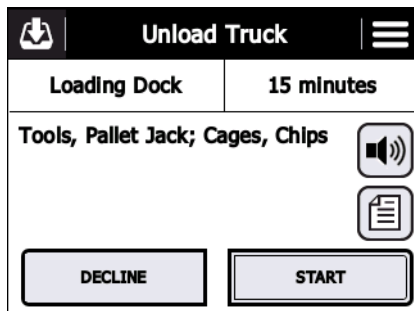 Unload Truck
Loading Dock
15 minutes
Tools, Pallet Jack; Cages, Chips
DECLINE
START